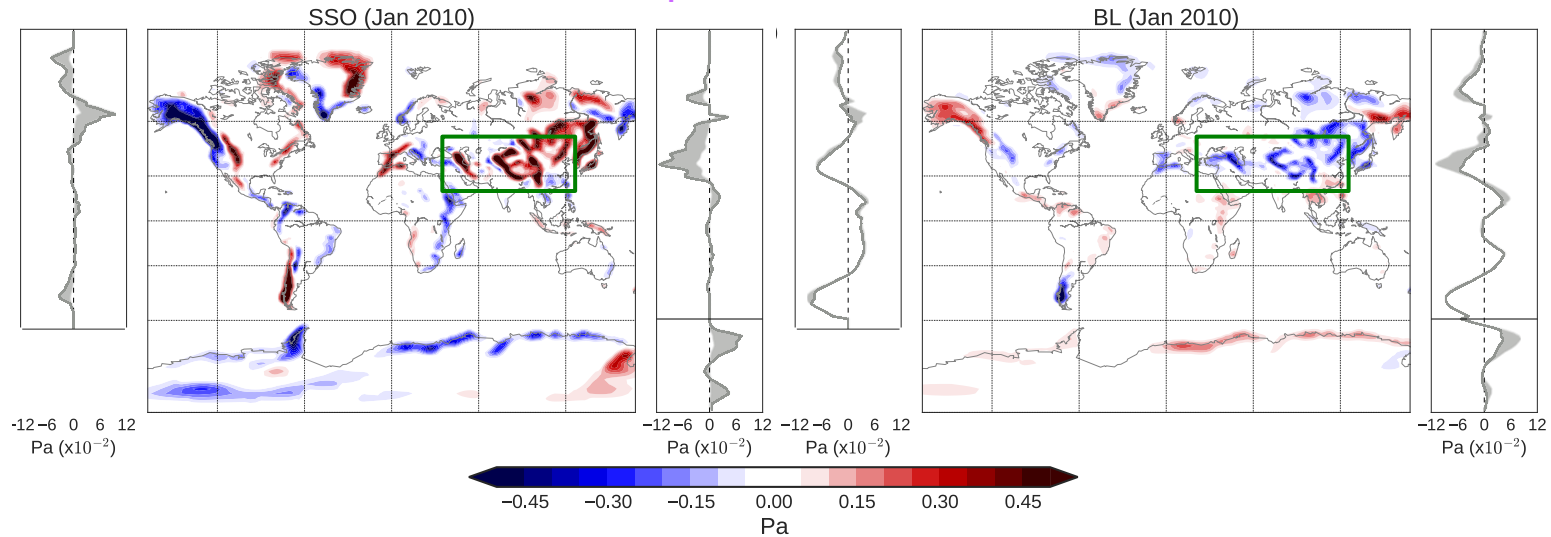 SSO (Jan 2010)
BL (Jan 2010)
-12 -6 0 6 12
Pa (x10⁻²)
-12 -6 0 6 12
Pa (x10⁻²)
-12 -6 0 6 12
Pa (x10⁻²)
-12 -6 0 6 12
Pa (x10⁻²)
−0.45 −0.30 −0.15 0.00 0.15 0.30 0.45
Pa